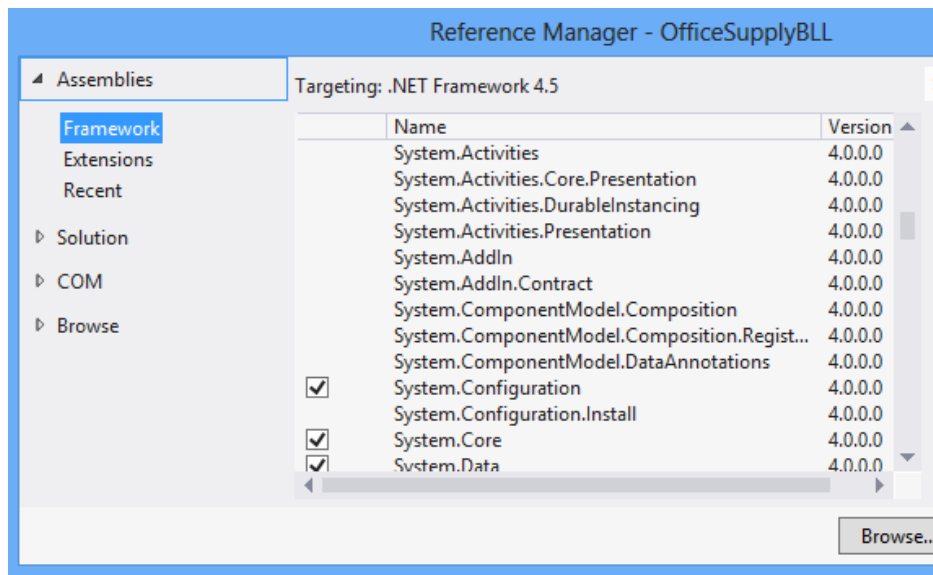 Reference Manager - OfficeSupplyBLL
Assemblies
Framework
Extensions
Recent
Solution
COM
Browse
Targeting: .NET Framework 4.5
Name Version
System.Activities 4.0.0.0
System.Activities.Core.Presentation 4.0.0.0
System.Activities.DurableInstancing 4.0.0.0
System.Activities.Presentation 4.0.0.0
System.AddIn 4.0.0.0
System.AddIn.Contract 4.0.0.0
System.ComponentModel.Composition 4.0.0.0
System.ComponentModel.Composition.Regist... 4.0.0.0
System.ComponentModel.DataAnnotations 4.0.0.0
System.Configuration 4.0.0.0
System.Configuration.Install 4.0.0.0
System.Core 4.0.0.0
System.Data 4.0.0.0
Browse..